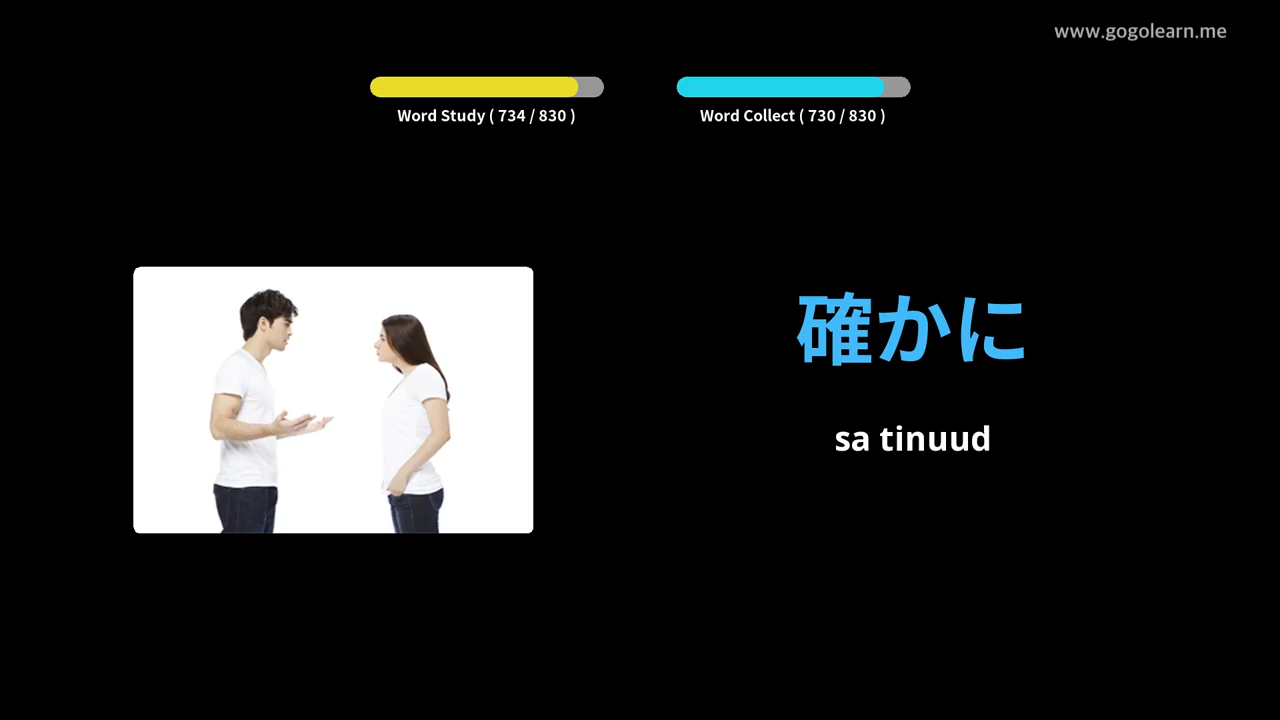 www.gogolearn.me
Word Study ( 734 / 830 )
Word Collect ( 730 / 830 )
確かに
sa tinuud